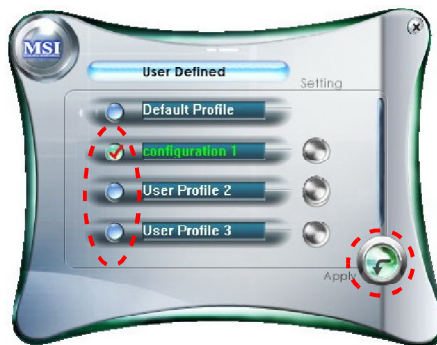 MSI
User Defined
Setting
Default Profile
configuration 1
User Profile 2
User Profile 3
Apply